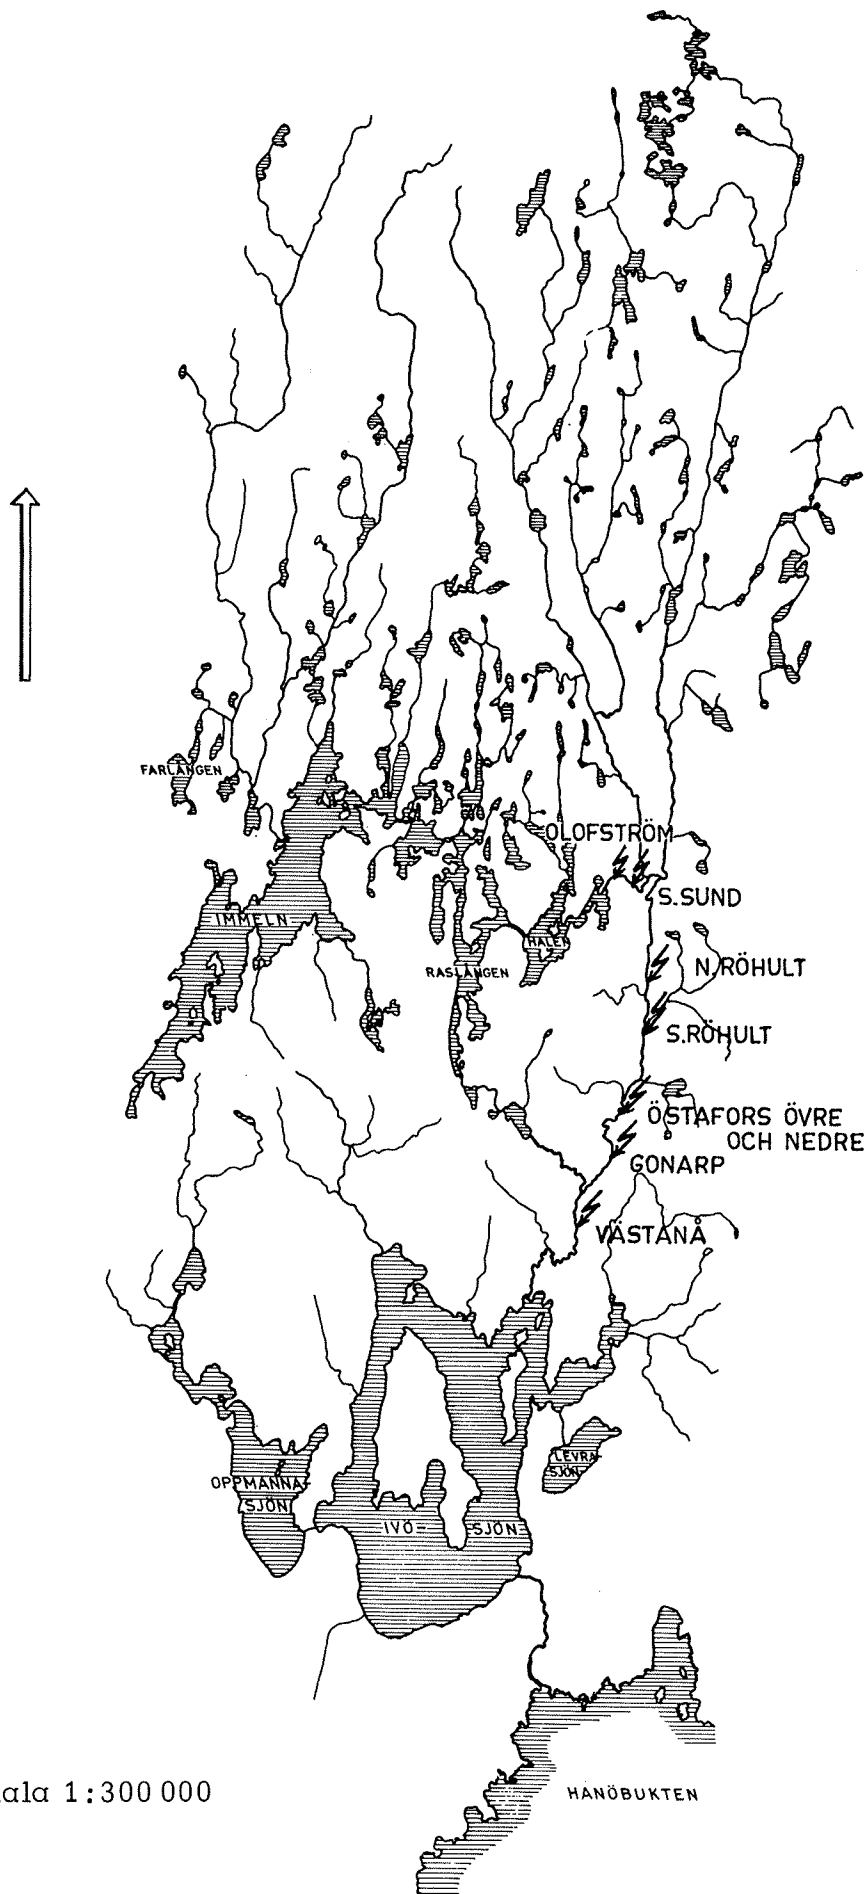 FARLÅNGEN
OLOFSTRÖM
S.SUND
IMMELN
HALEN
RASLÅNGEN
N.RÖHULT
S.RÖHULT
ÖSTAFORS ÖVRE
OCH NEDRE
GONARP
VÄSTANÅ
LEVRA-
SJÖN
OPPMANNA-
SJÖN
IVÖ-
SJÖN
ala 1:300 000
HANÖBUKTEN